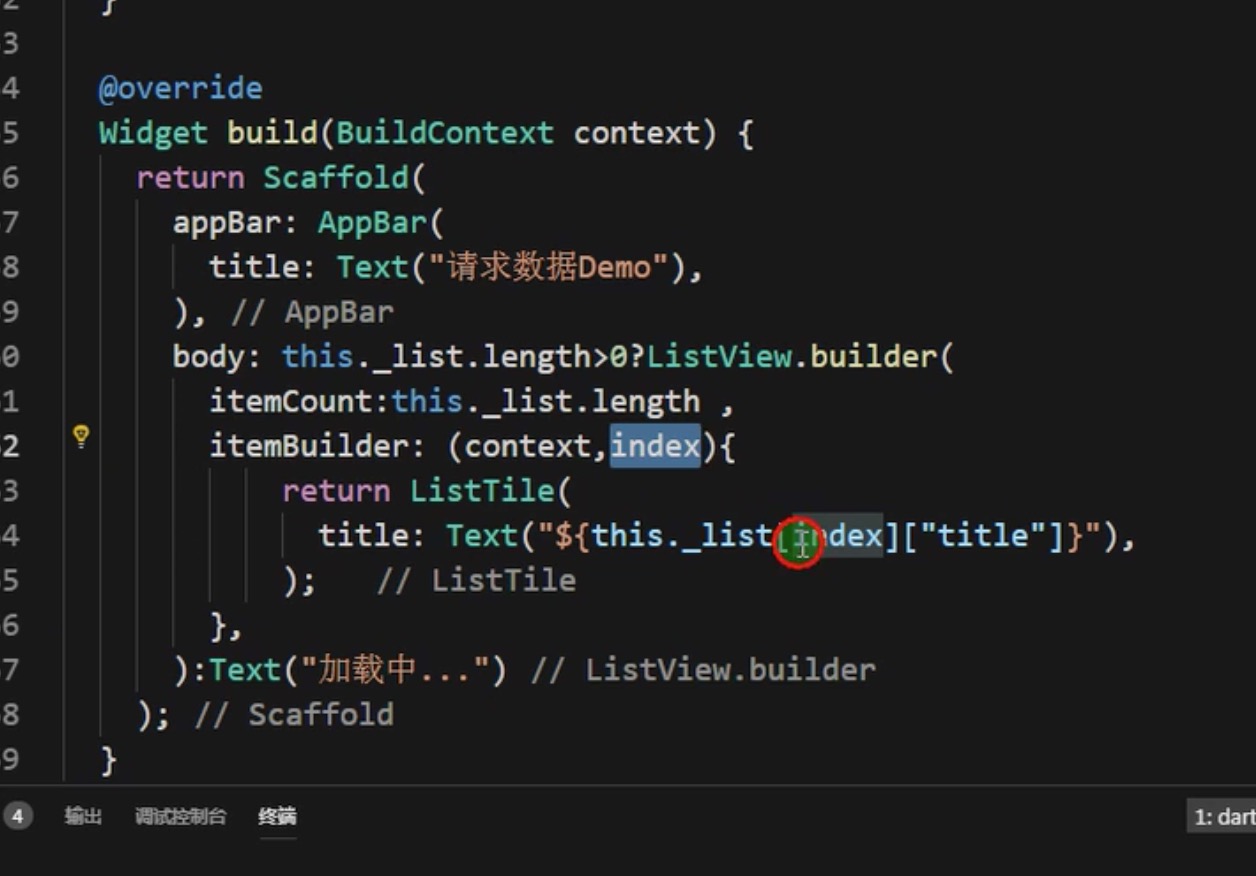 2 }
3
4 @override
5 Widget build(BuildContext context) {
6 return Scaffold(
7 appBar: AppBar(
8 title: Text("请求数据Demo"),
9 ), // AppBar
0 body: this._list.length>0?ListView.builder(
1 itemCount:this._list.length ,
2 itemBuilder: (context,index){
3 return ListTile(
4 title: Text("${this._list[index]["title"]}"),
5 ); // ListTile
6 },
7 ):Text("加载中...") // ListView.builder
8 ); // Scaffold
9 }
4 输出 调试控制台 终端 1: dart